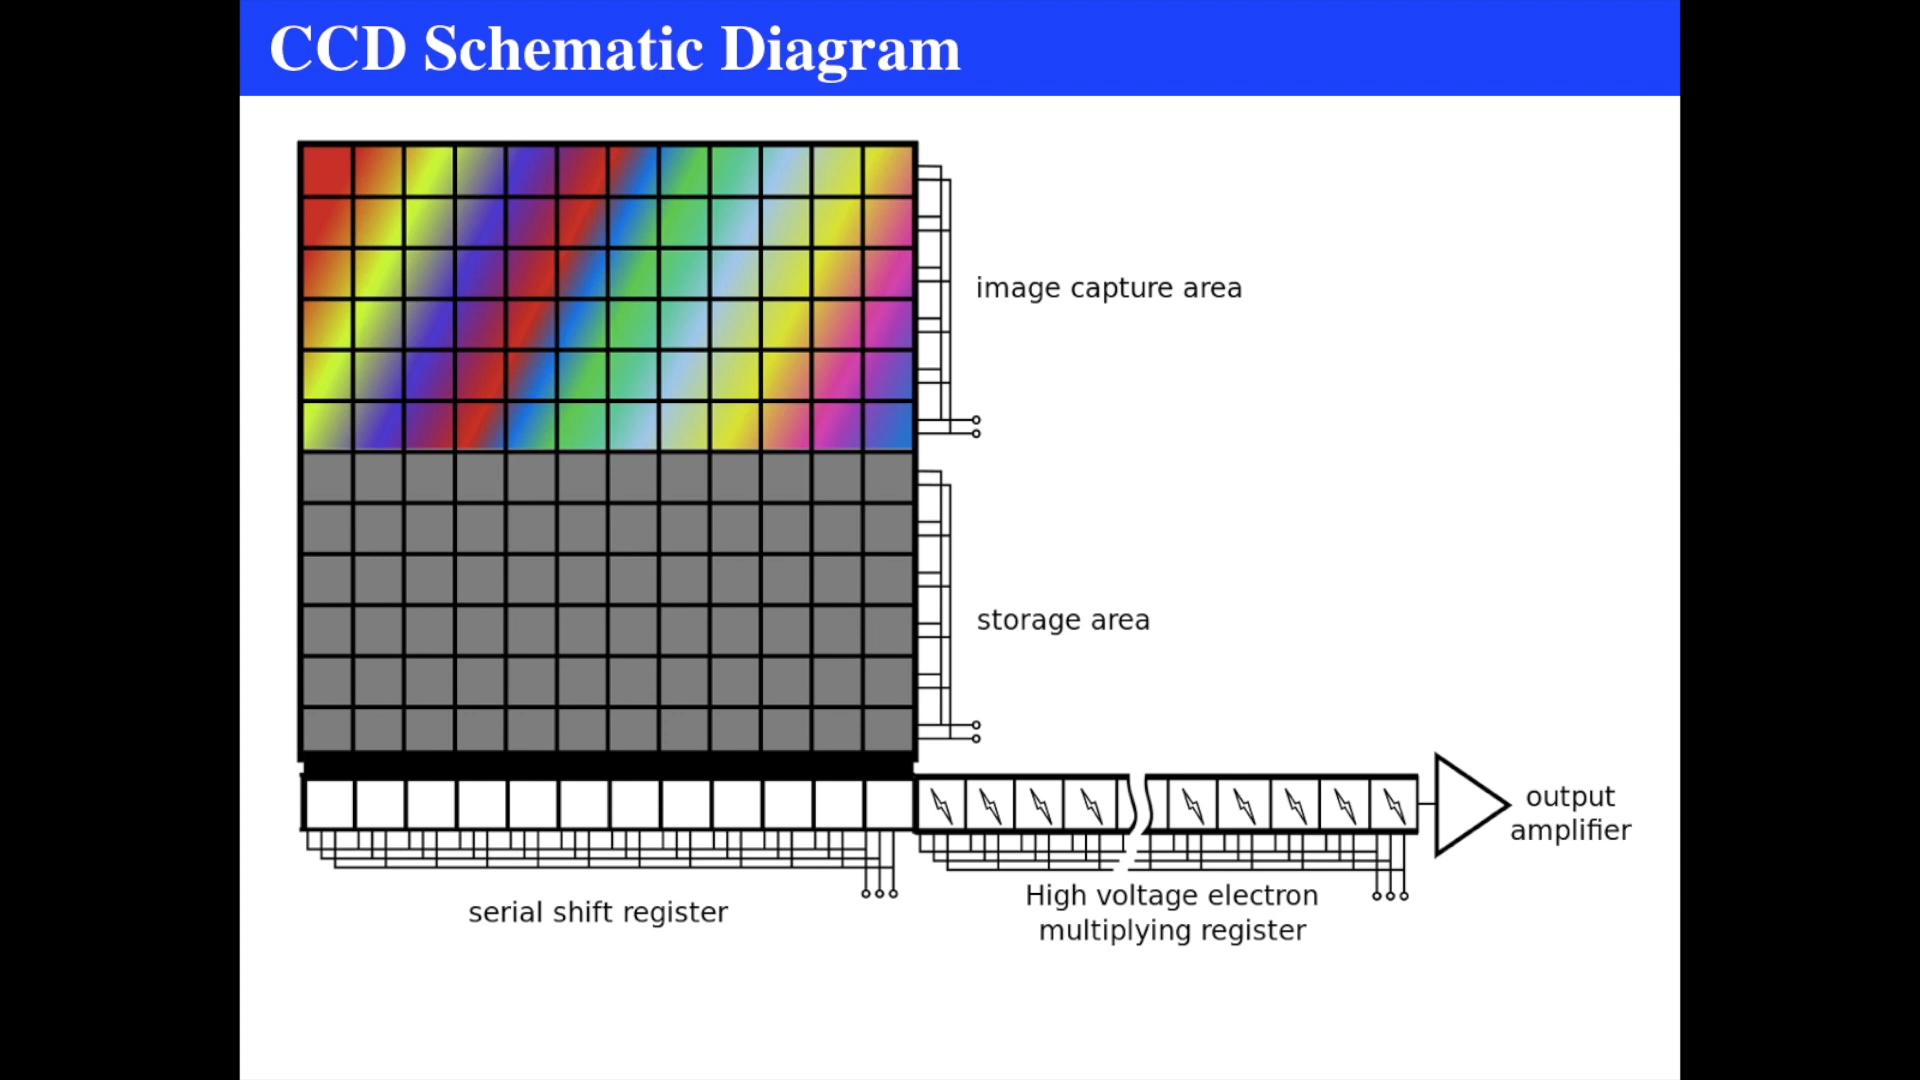 CCD Schematic Diagram
image capture area
storage area
output
amplifier
High voltage electron
multiplying register
serial shift register